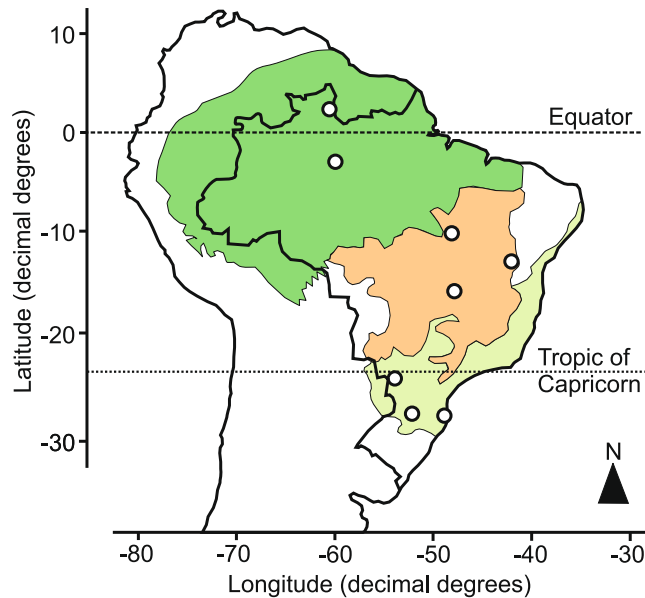 10
0
-10
-20
-30
Latitude (decimal degrees)
Equator
Tropic of
Capricorn
N
-80 -70 -60 -50 -40 -30
Longitude (decimal degrees)